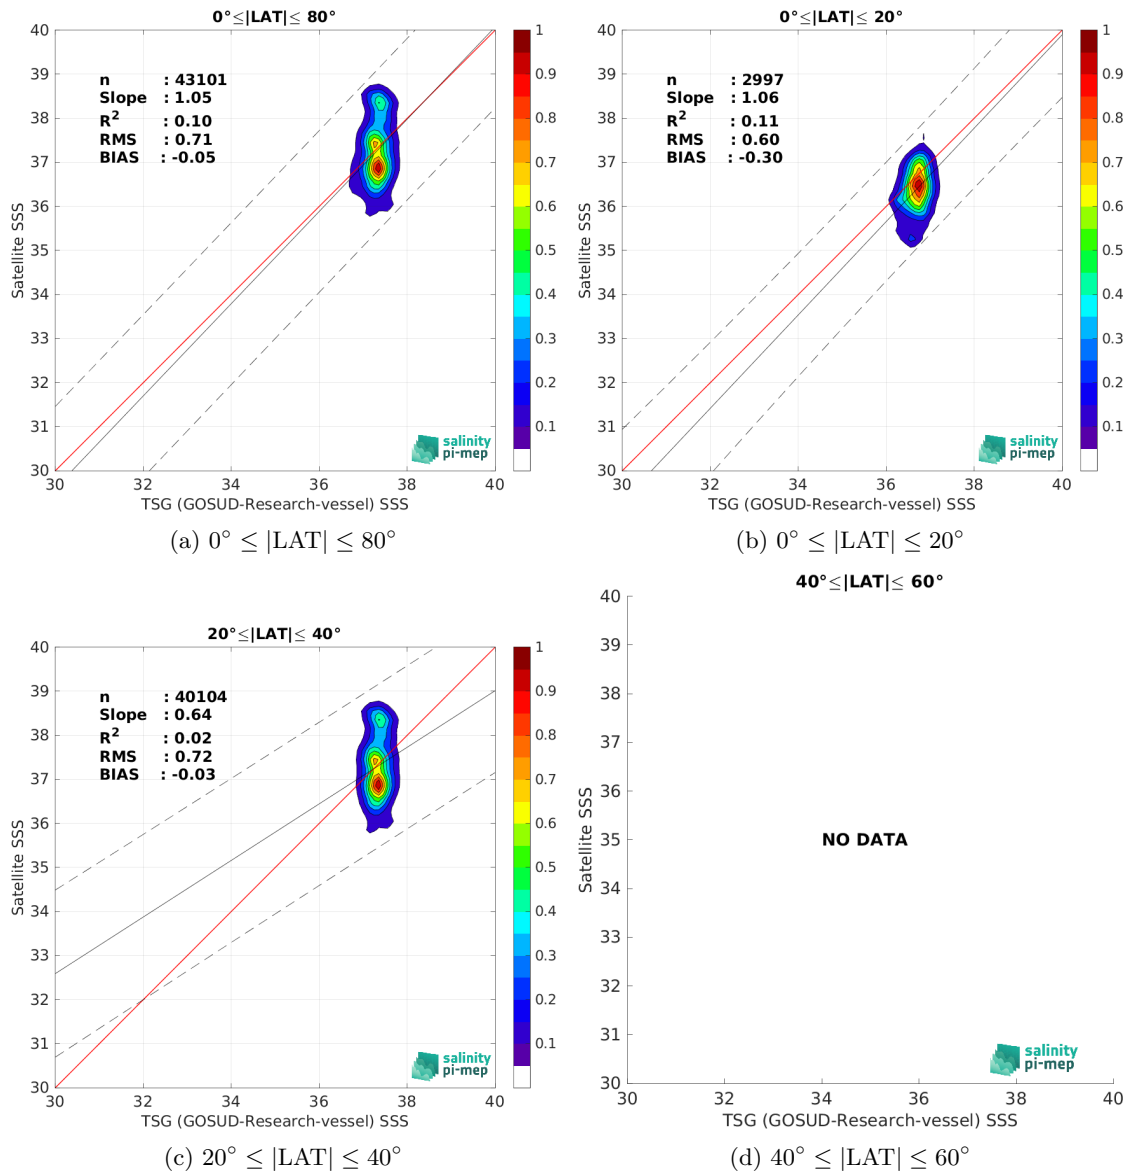 0°≤|LAT|≤ 80°
40
39
38
37
36
35
34
33
32
31
30
Satellite SSS
n : 43101
Slope : 1.05
R² : 0.10
RMS : 0.71
BIAS : -0.05
1
0.9
0.8
0.7
0.6
0.5
0.4
0.3
0.2
0.1
salinity
pi-mep
30 32 34 36 38 40
TSG (GOSUD-Research-vessel) SSS
(a) 0° ≤ |LAT| ≤ 80°
0°≤|LAT|≤ 20°
40
39
38
37
36
35
34
33
32
31
30
Satellite SSS
n : 2997
Slope : 1.06
R² : 0.11
RMS : 0.60
BIAS : -0.30
1
0.9
0.8
0.7
0.6
0.5
0.4
0.3
0.2
0.1
salinity
pi-mep
30 32 34 36 38 40
TSG (GOSUD-Research-vessel) SSS
(b) 0° ≤ |LAT| ≤ 20°
20°≤|LAT|≤ 40°
40
39
38
37
36
35
34
33
32
31
30
Satellite SSS
n : 40104
Slope : 0.64
R² : 0.02
RMS : 0.72
BIAS : -0.03
1
0.9
0.8
0.7
0.6
0.5
0.4
0.3
0.2
0.1
salinity
pi-mep
30 32 34 36 38 40
TSG (GOSUD-Research-vessel) SSS
(c) 20° ≤ |LAT| ≤ 40°
40°≤|LAT|≤ 60°
40
39
38
37
36
35
34
33
32
31
30
Satellite SSS
NO DATA
salinity
pi-mep
30 32 34 36 38 40
TSG (GOSUD-Research-vessel) SSS
(d) 40° ≤ |LAT| ≤ 60°